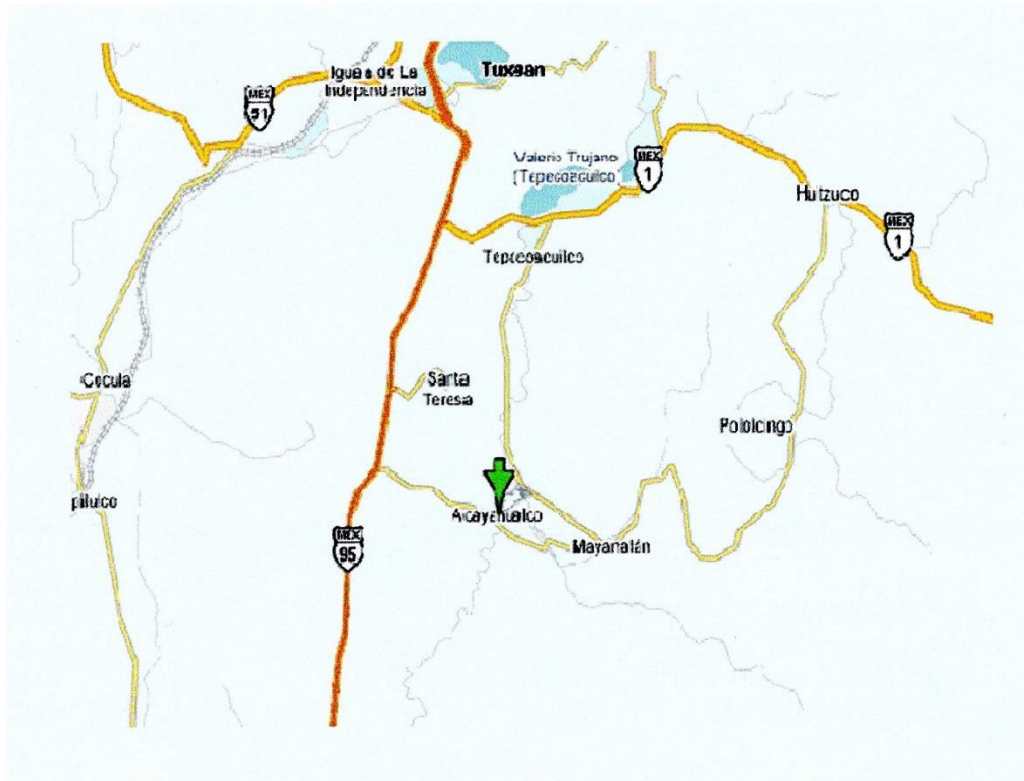 Iguala de La
Independencia
Tuxpan
MEX
51
Valerio Trujano
(Tepecoacuilco)
MEX
1
Huitzuco
MEX
1
Tepecoacuilco
Cocula
Santa
Teresa
Pololcingo
Mayanalán
MEX
95